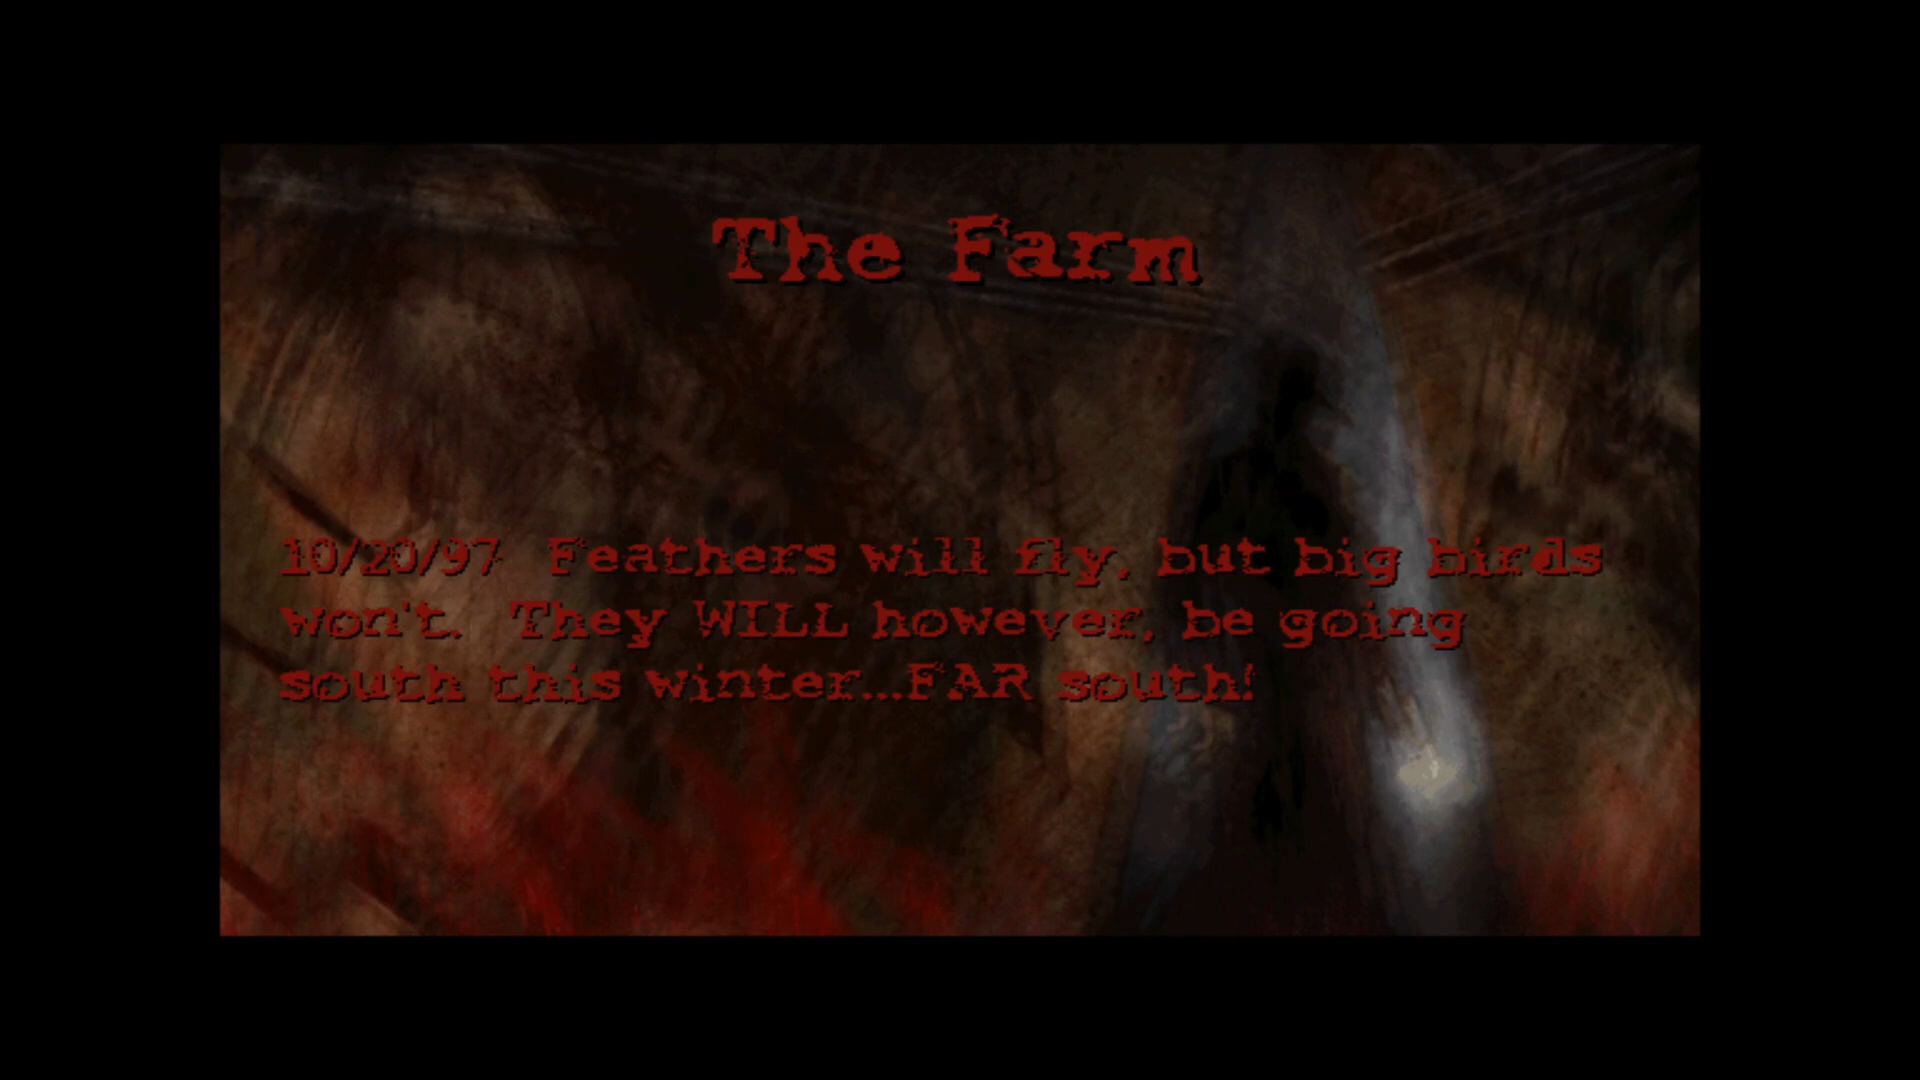 The Farm
10/20/97  Feathers will fly, but big birds
won't.  They WILL however, be going
south this winter...FAR south!